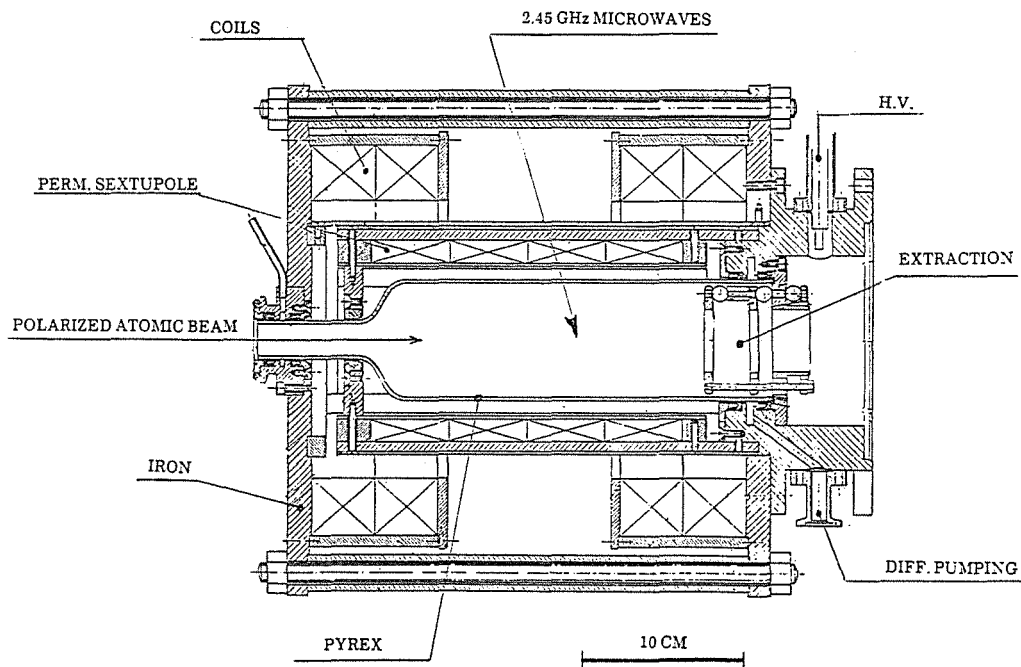 2.45 GHz MICROWAVES
COILS
H.V.
PERM. SEXTUPOLE
EXTRACTION
POLARIZED ATOMIC BEAM
IRON
DIFF. PUMPING
PYREX
10 CM